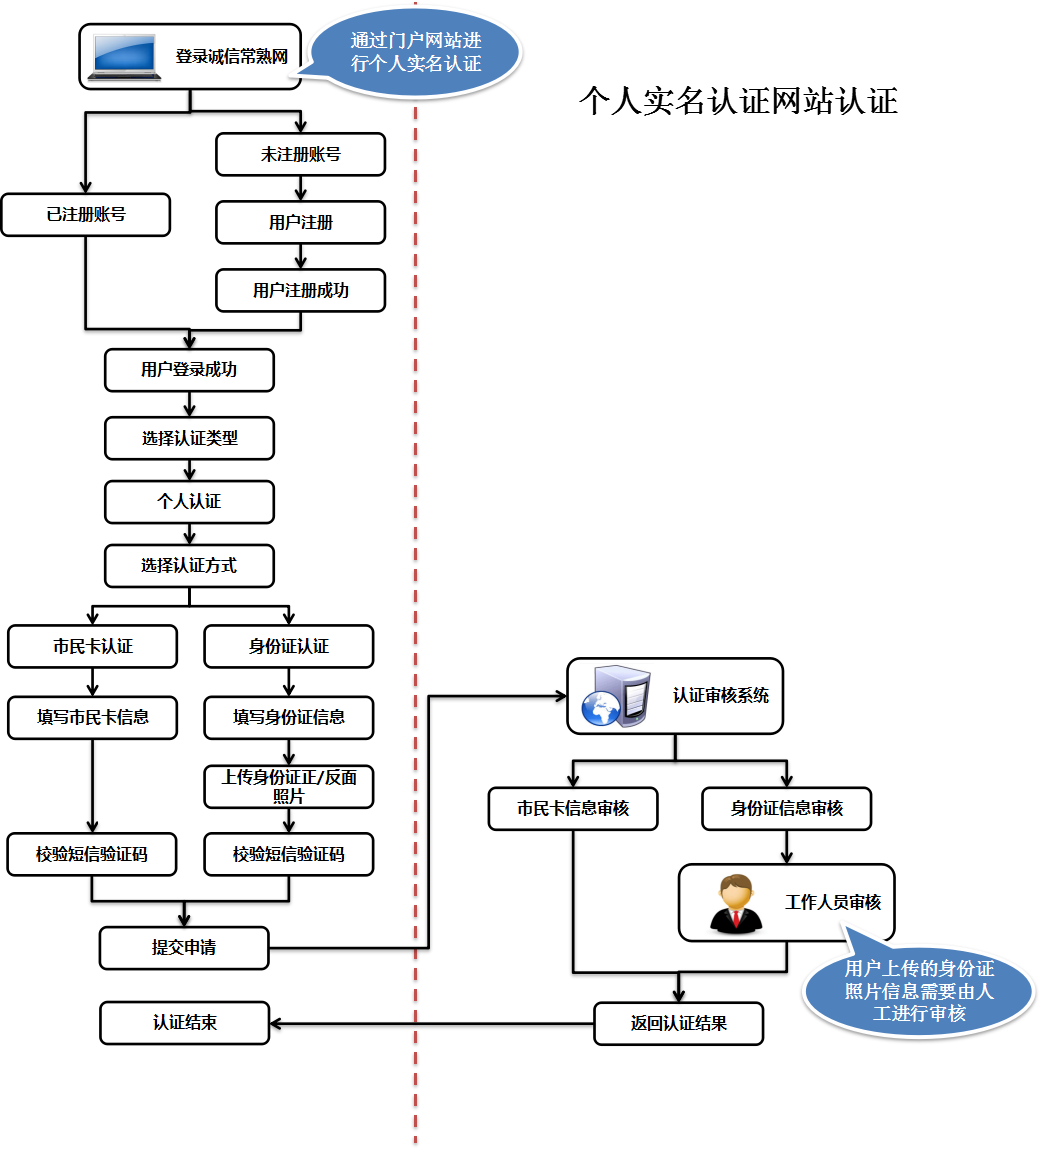 登录诚信常熟网
通过门户网站进
行个人实名认证
个人实名认证网站认证
未注册账号
已注册账号
用户注册
用户注册成功
用户登录成功
选择认证类型
个人认证
选择认证方式
市民卡认证
身份证认证
填写市民卡信息
填写身份证信息
上传身份证正/反面
照片
校验短信验证码
校验短信验证码
提交申请
认证审核系统
市民卡信息审核
身份证信息审核
工作人员审核
用户上传的身份证
照片信息需要由人
工进行审核
返回认证结果
认证结束